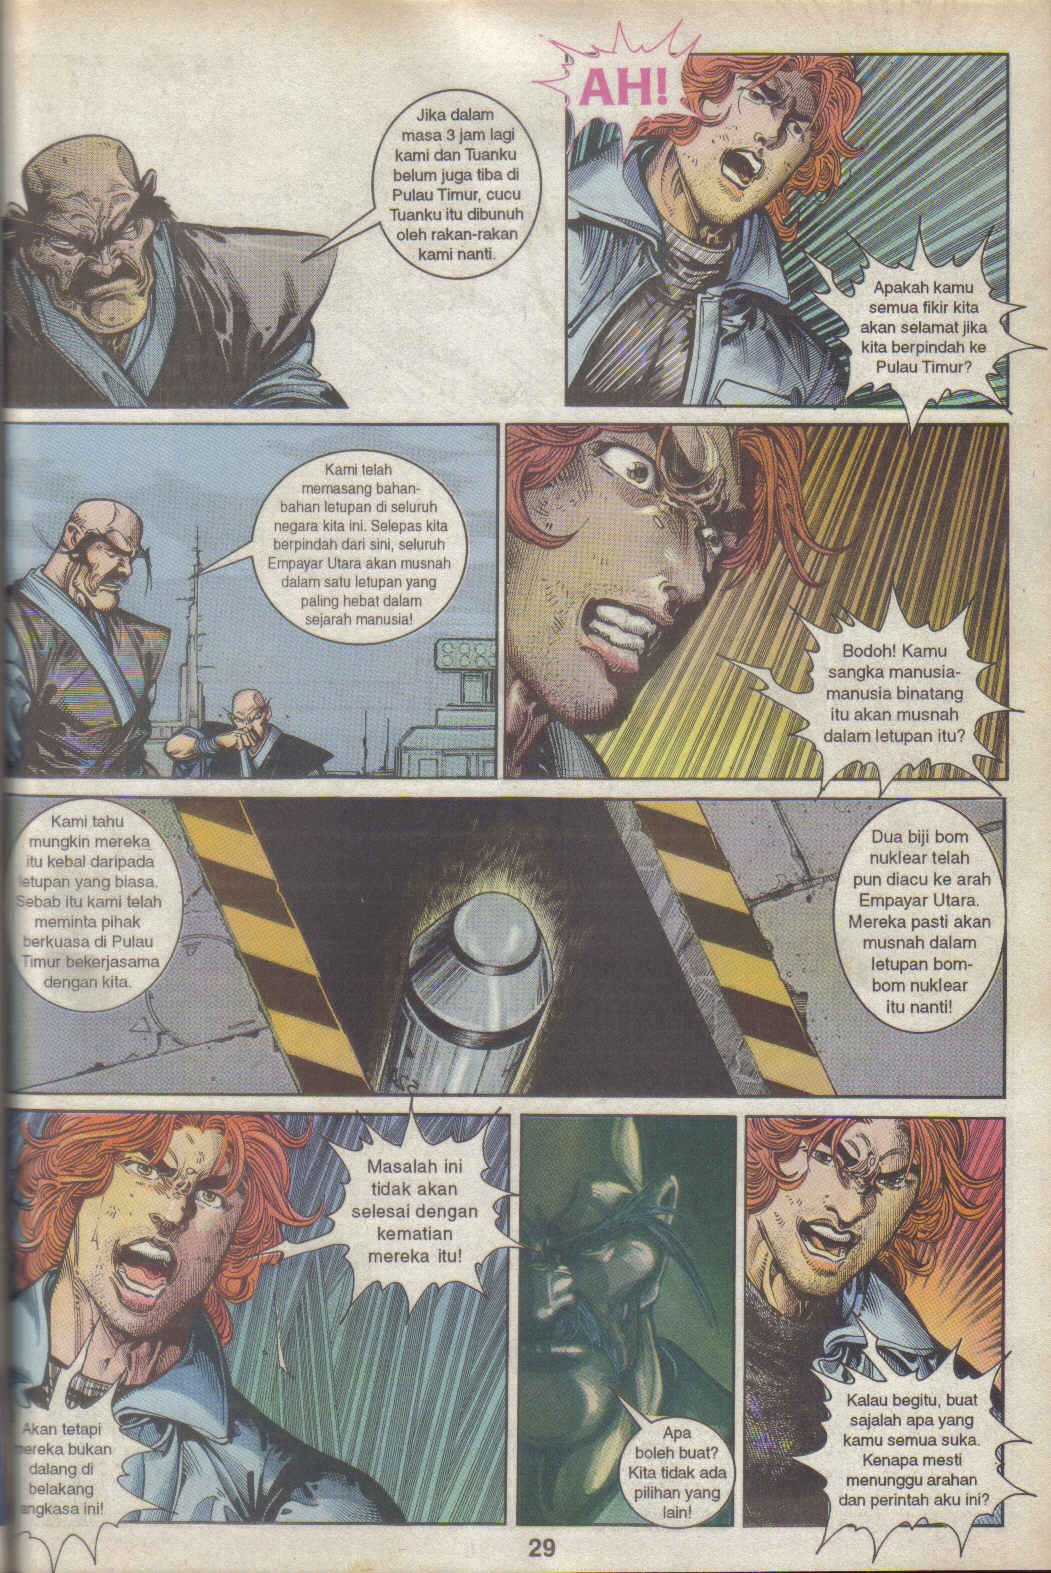 Jika dalam
masa 3 jam lagi
kami dan Tuanku
belum juga tiba di
Pulau Timur, cucu
Tuanku itu dibunuh
oleh rakan-rakan
kami nanti.
AH!
Apakah kamu
semua fikir kita
akan selamat jika
kita berpindah ke
Pulau Timur?
Kami telah
memasang bahan-
bahan letupan di seluruh
negara kita ini. Selepas kita
berpindah dari sini, seluruh
Empayar Utara akan musnah
dalam satu letupan yang
paling hebat dalam
sejarah manusia!
Bodoh! Kamu
sangka manusia-
manusia binatang
itu akan musnah
dalam letupan itu?
Kami tahu
mungkin mereka
itu kebal daripada
letupan yang biasa.
Sebab itu kami telah
meminta pihak
berkuasa di Pulau
Timur bekerjasama
dengan kita.
Dua biji bom
nuklear telah
pun diacu ke arah
Empayar Utara.
Mereka pasti akan
musnah dalam
letupan bom-
bom nuklear
itu nanti!
Masalah ini
tidak akan
selesai dengan
kematian
mereka itu!
Akan tetapi
mereka bukan
dalang di
belakang
angkasa ini!
Apa
boleh buat?
Kita tidak ada
pilihan yang
lain!
Kalau begitu, buat
sajalah apa yang
kamu semua suka.
Kenapa mesti
menunggu arahan
dan perintah aku ini?
29